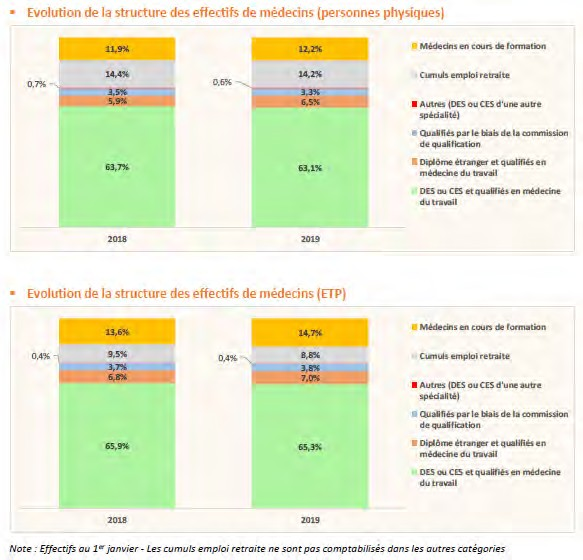 ▪ Evolution de la structure des effectifs de médecins (personnes physiques)
11,9%
12,2%
14,4%
14,2%
0,7%
0,6%
3,5%
3,3%
5,9%
6,5%
63,7%
63,1%
2018
2019
Médecins en cours de formation
Cumuls emploi retraite
Autres (DES ou CES d'une autre
spécialité)
Qualifiés par le biais de la commission
de qualification
Diplôme étranger et qualifiés en
médecine du travail
DES ou CES et qualifiés en médecine
du travail
▪ Evolution de la structure des effectifs de médecins (ETP)
13,6%
14,7%
9,5%
8,8%
0,4%
0,4%
3,7%
3,8%
6,8%
7,0%
65,9%
65,3%
2018
2019
Médecins en cours de formation
Cumuls emploi retraite
Autres (DES ou CES d'une autre
spécialité)
Qualifiés par le biais de la commission
de qualification
Diplôme étranger et qualifiés en
médecine du travail
DES ou CES et qualifiés en médecine
du travail
Note : Effectifs au 1er janvier - Les cumuls emploi retraite ne sont pas comptabilisés dans les autres catégories